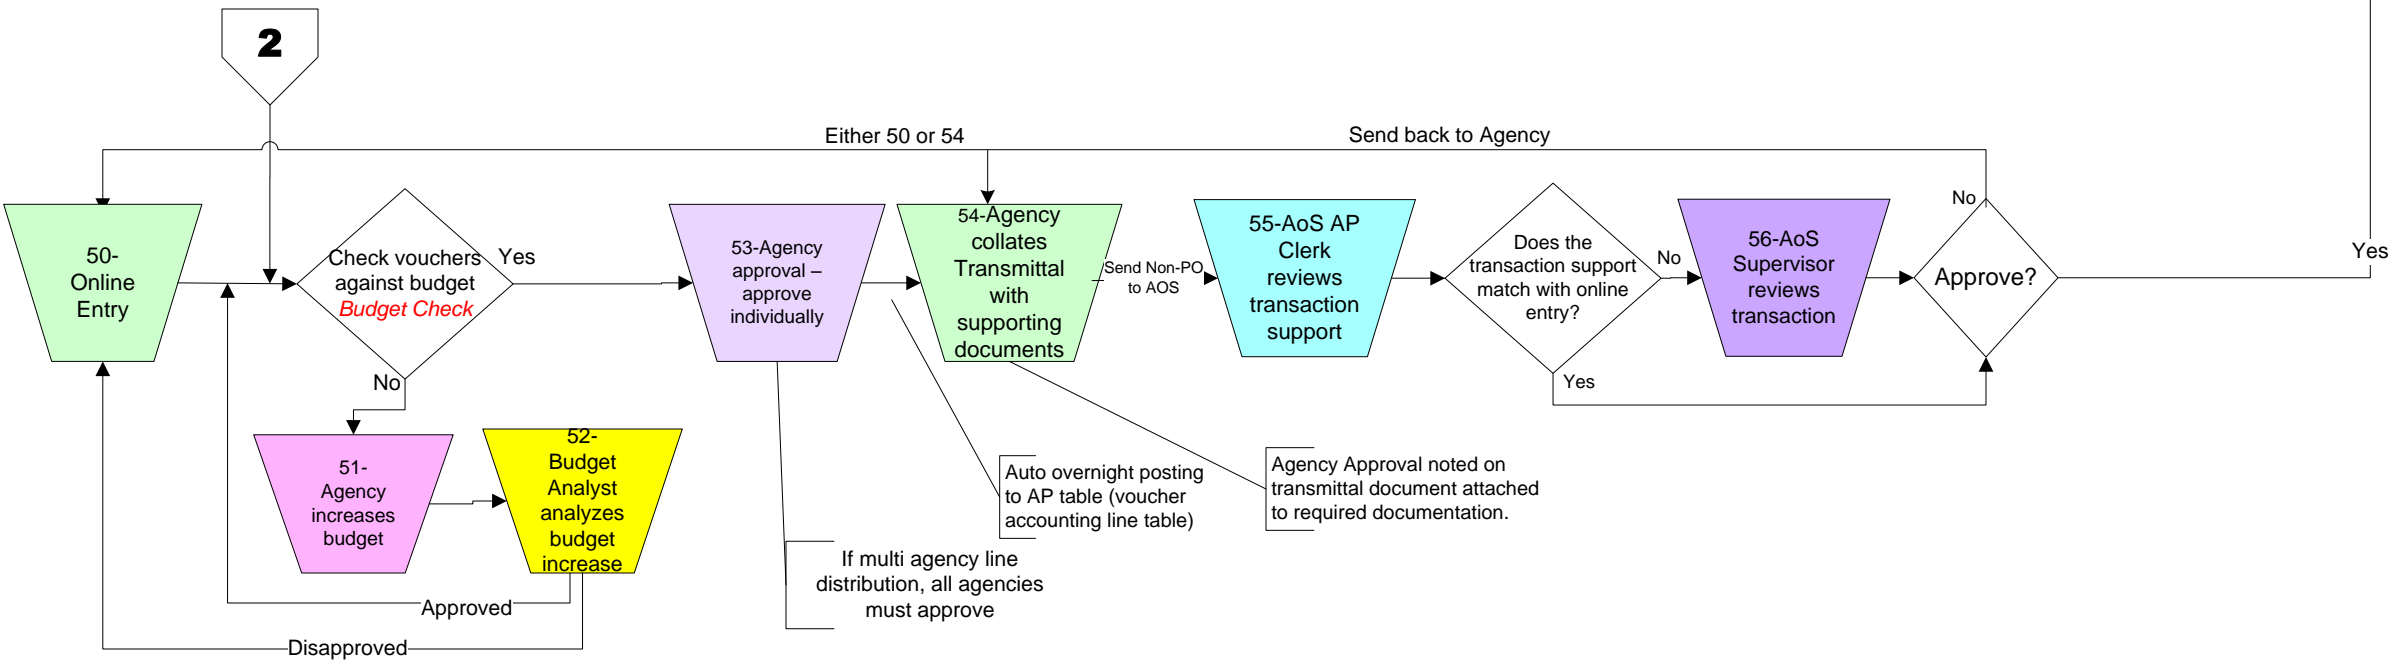 2
Either 50 or 54
Send back to Agency
50-
Online
Entry
Check vouchers
against budget
Budget Check
Yes
No
51-
Agency
increases
budget
52-
Budget
Analyst
analyzes
budget
increase
Approved
Disapproved
53-Agency
approval –
approve
individually
If multi agency line
distribution, all agencies
must approve
Auto overnight posting
to AP table (voucher
accounting line table)
54-Agency
collates
Transmittal
with
supporting
documents
Agency Approval noted on
transmittal document attached
to required documentation.
Send Non-PO
to AOS
55-AoS AP
Clerk
reviews
transaction
support
Does the
transaction support
match with online
entry?
No
Yes
56-AoS
Supervisor
reviews
transaction
No
Approve?
Yes